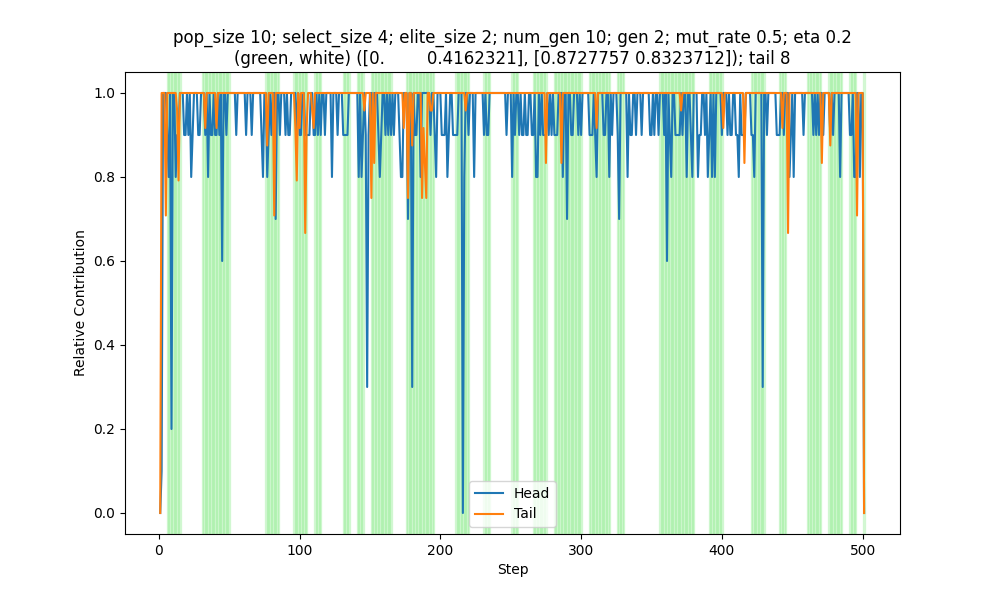 pop_size 10; select_size 4; elite_size 2; num_gen 10; gen 2; mut_rate 0.5; eta 0.2
(green, white) ([0.         0.4162321], [0.8727757 0.8323712]); tail 8
Relative Contribution
1.0
0.8
0.6
0.4
0.2
0.0
Head
Tail
0
100
200
300
400
500
Step